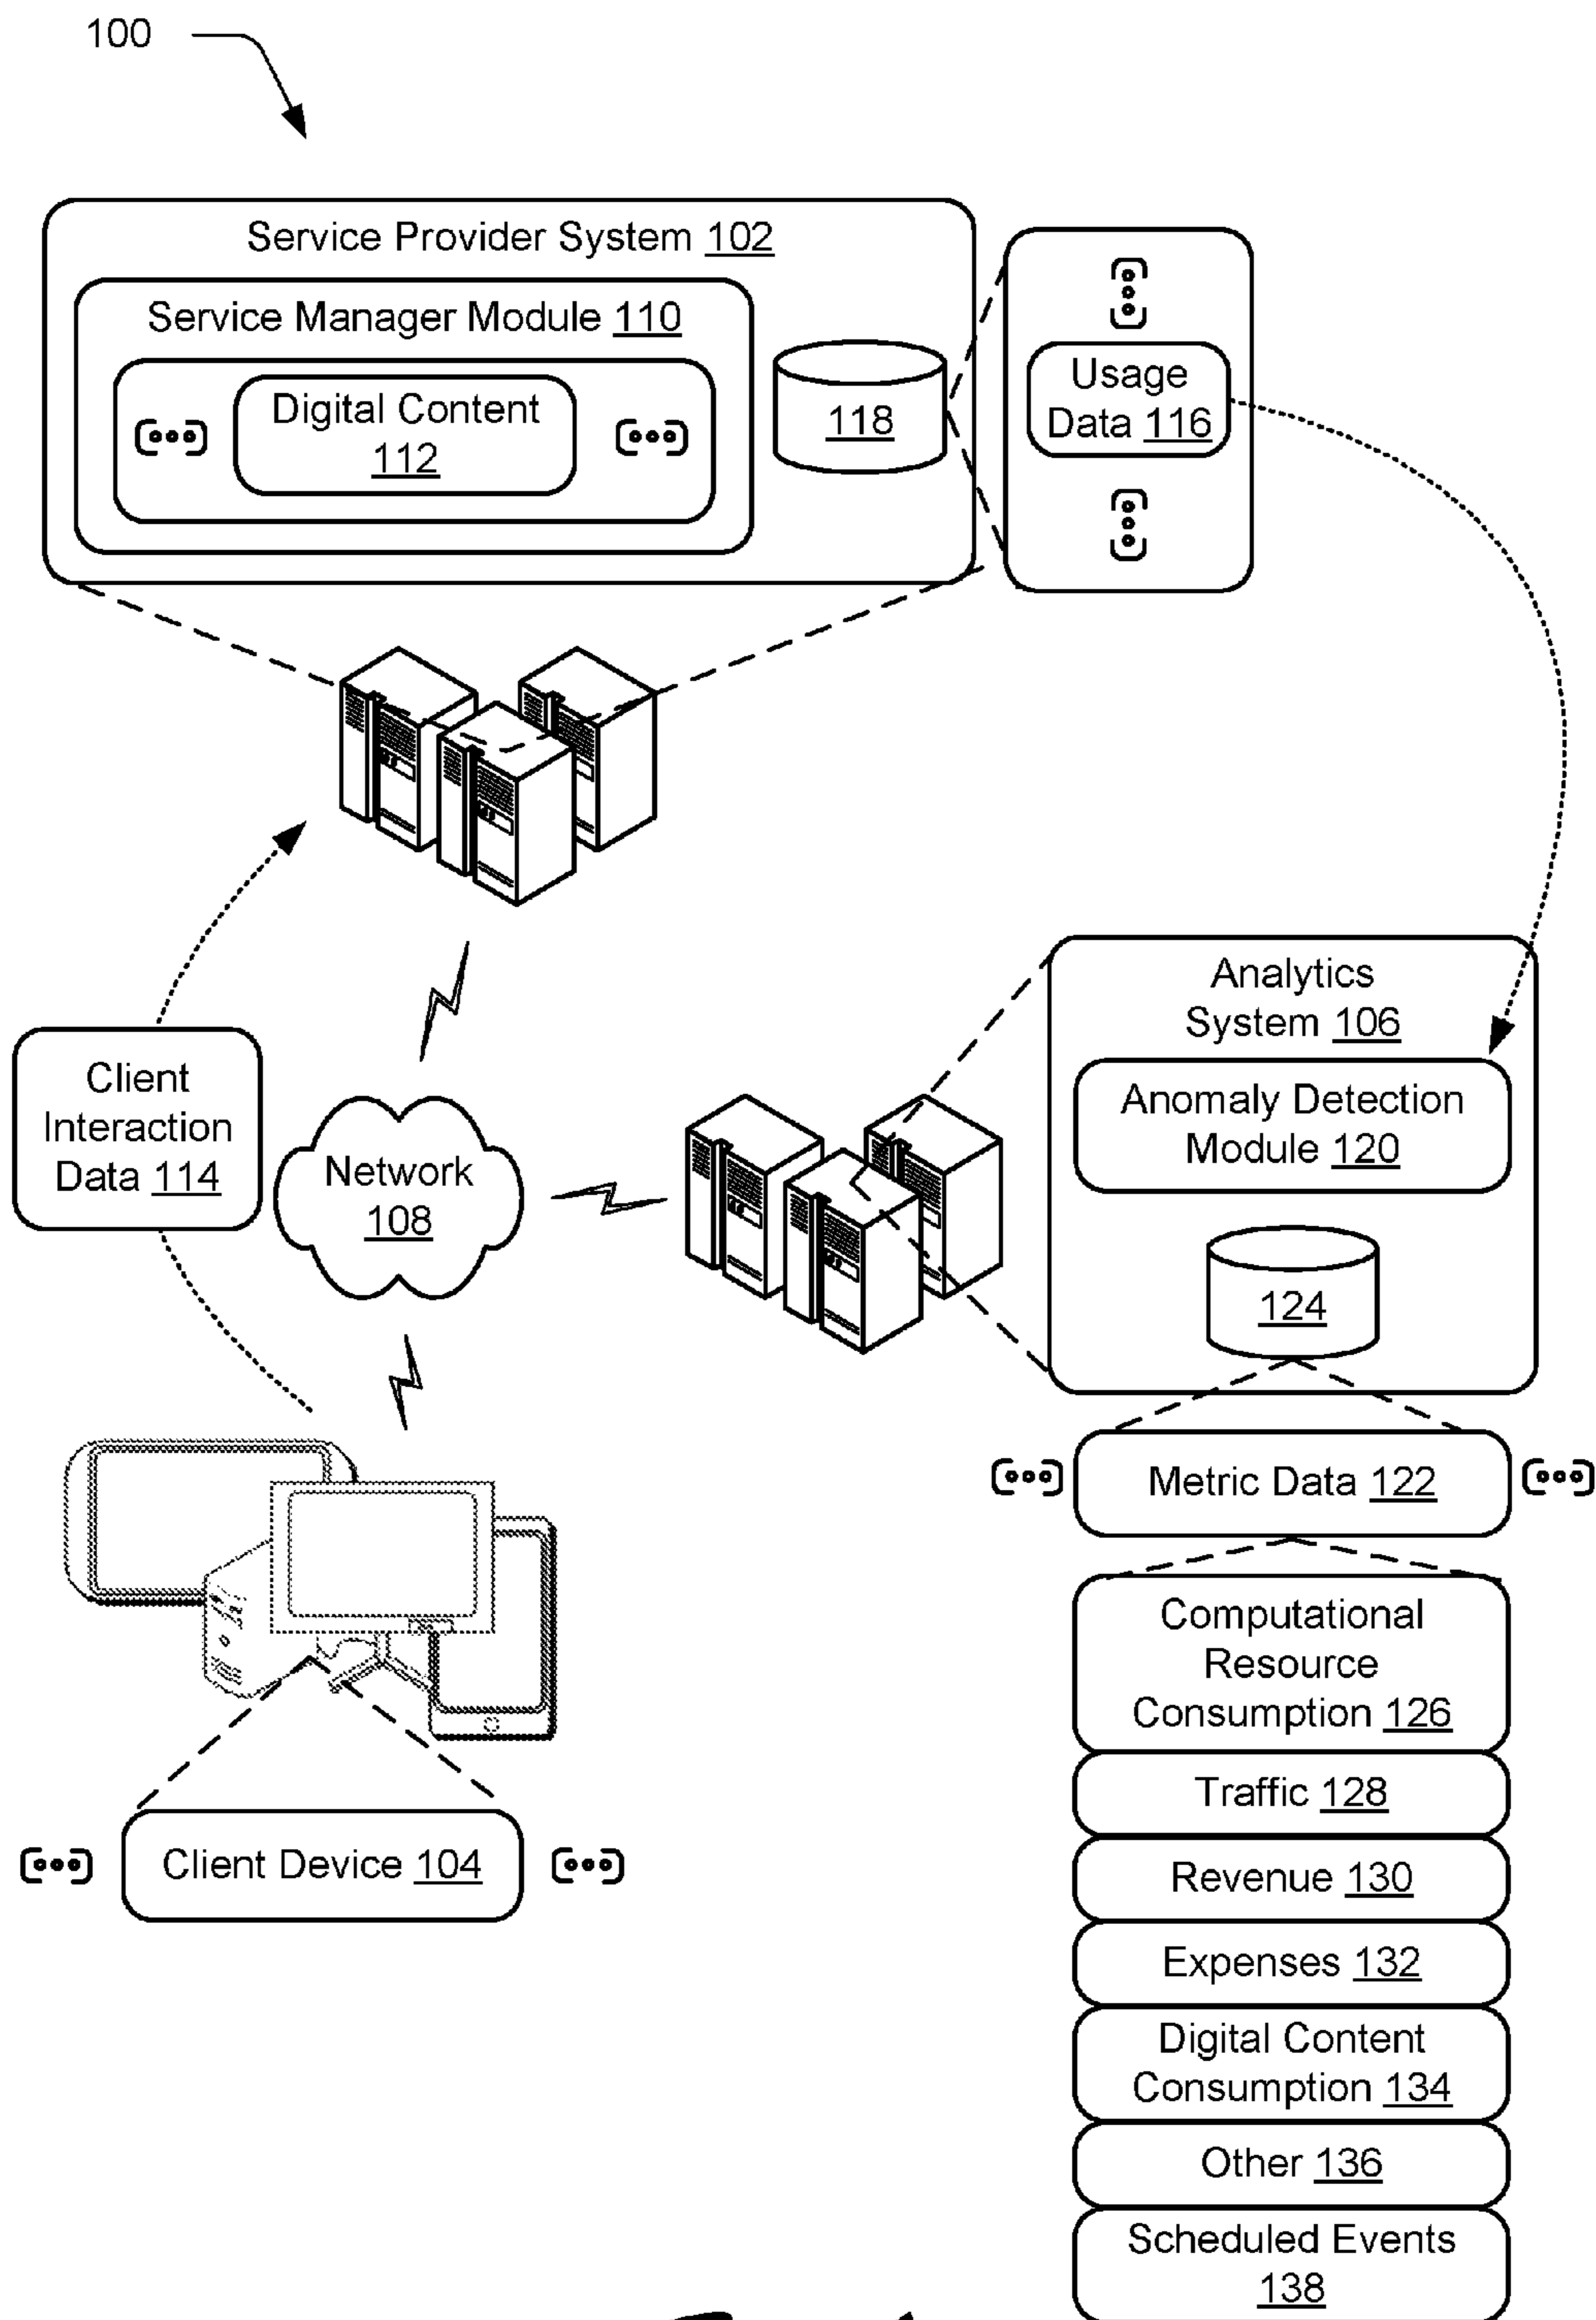 100
Service Provider System 102
Service Manager Module 110
Digital Content
112
118
Usage
Data 116
Client
Interaction
Data 114
Network
108
Analytics
System 106
Anomaly Detection
Module 120
124
Metric Data 122
Computational
Resource
Consumption 126
Traffic 128
Revenue 130
Expenses 132
Digital Content
Consumption 134
Other 136
Scheduled Events
138
Client Device 104